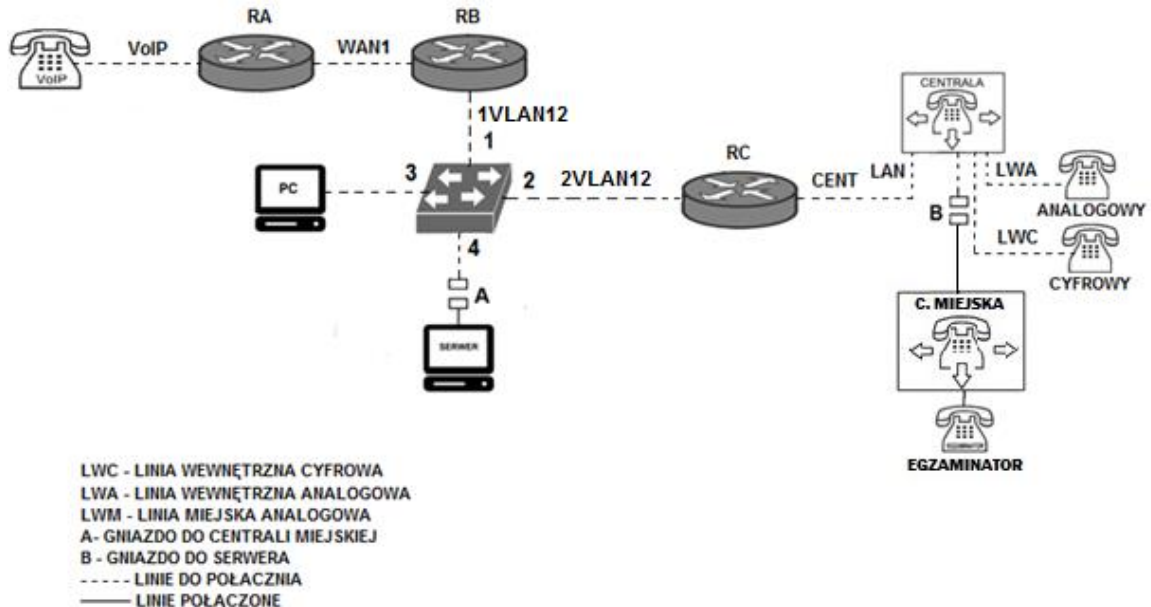 RA
RB
VoIP
WAN1
VoIP
CENTRALA
1VLAN12
1
RC
3
2
2VLAN12
CENT
LAN
LWA
PC
B
ANALOGOWY
LWC
4
CYFROWY
A
C. MIEJSKA
SERWER
EGZAMINATOR
EGZAMINATOR
LWC - LINIA WEWNĘTRZNA CYFROWA
LWA - LINIA WEWNĘTRZNA ANALOGOWA
LWM - LINIA MIEJSKA ANALOGOWA
A- GNIAZDO DO CENTRALI MIEJSKIEJ
B - GNIAZDO DO SERWERA
- - - - - LINIE DO POŁACZNIA
——— LINIE POŁĄCZONE